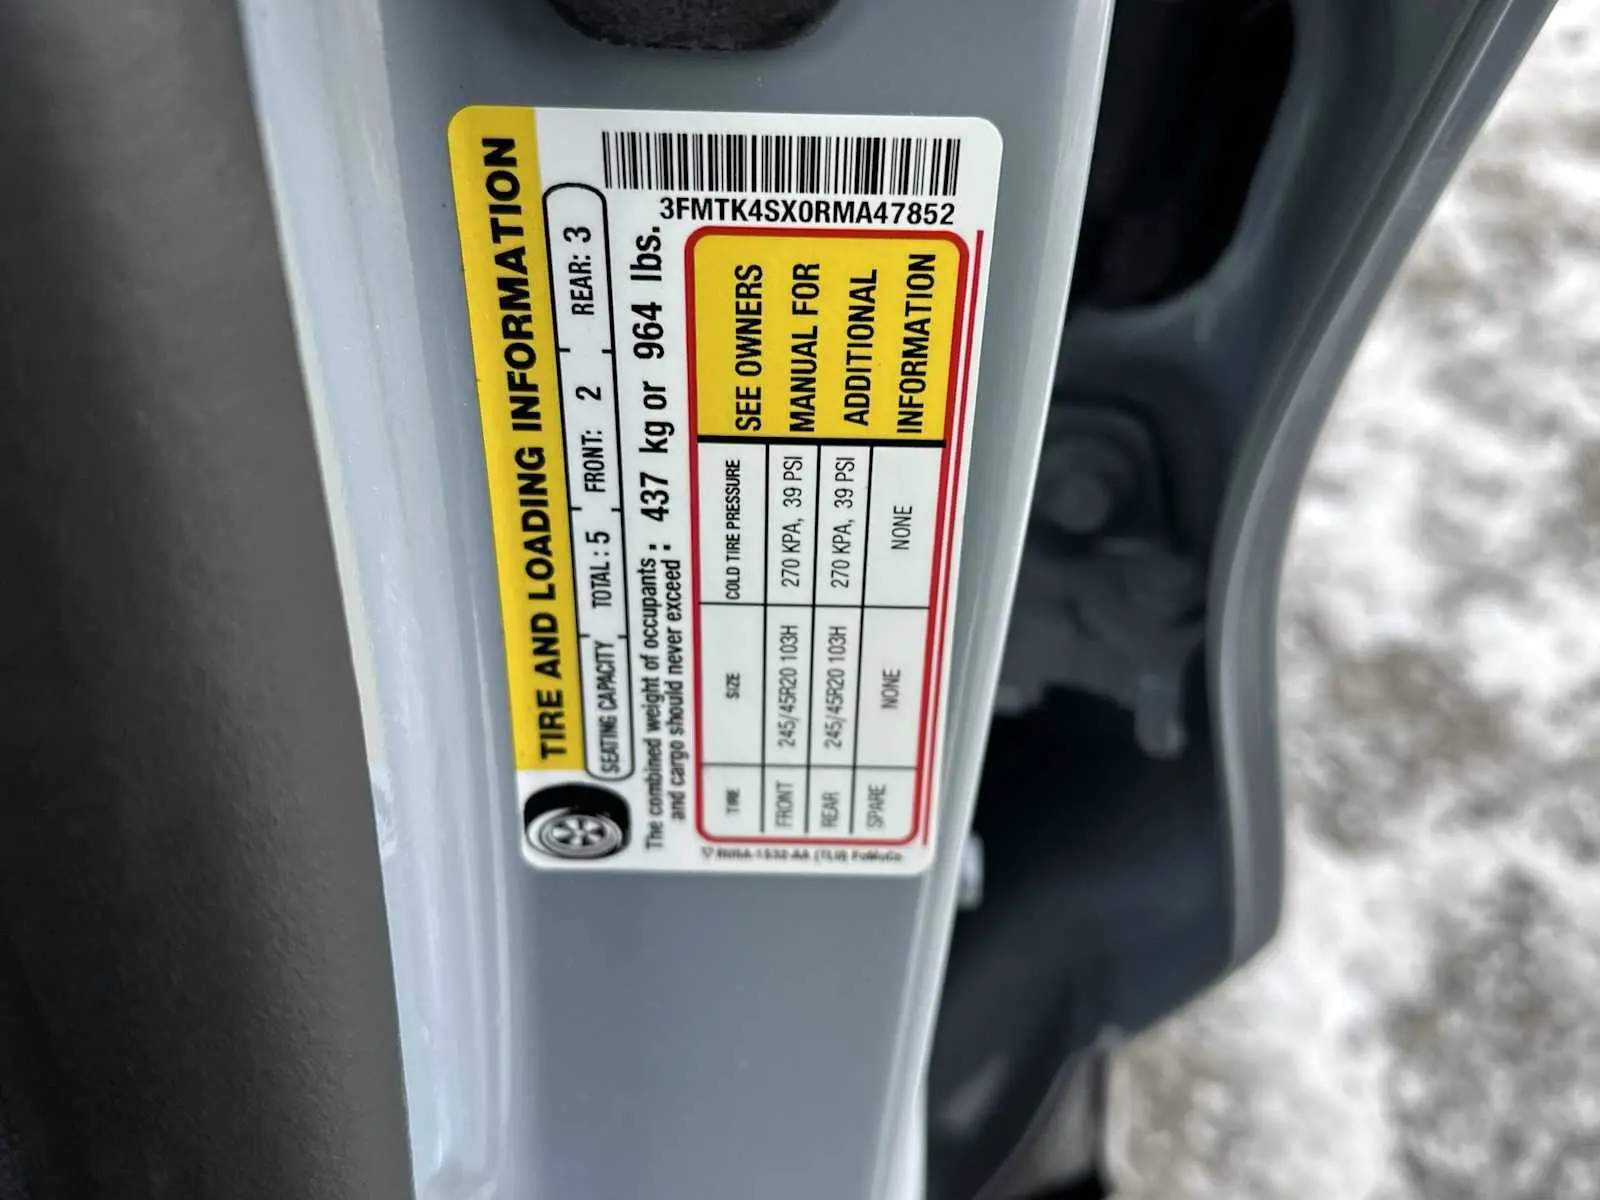 3FMTK4SX0RMA47852
TIRE AND LOADING INFORMATION
SEATING CAPACITY TOTAL : 5 FRONT: 2 REAR: 3
The combined weight of occupants and cargo should never exceed : 437 kg or 964 lbs.
TIRE SIZE COLD TIRE PRESSURE
FRONT 245/45R20 103H 270 KPA, 39 PSI
REAR 245/45R20 103H 270 KPA, 39 PSI
SPARE NONE NONE
SEE OWNERS
MANUAL FOR
ADDITIONAL
INFORMATION